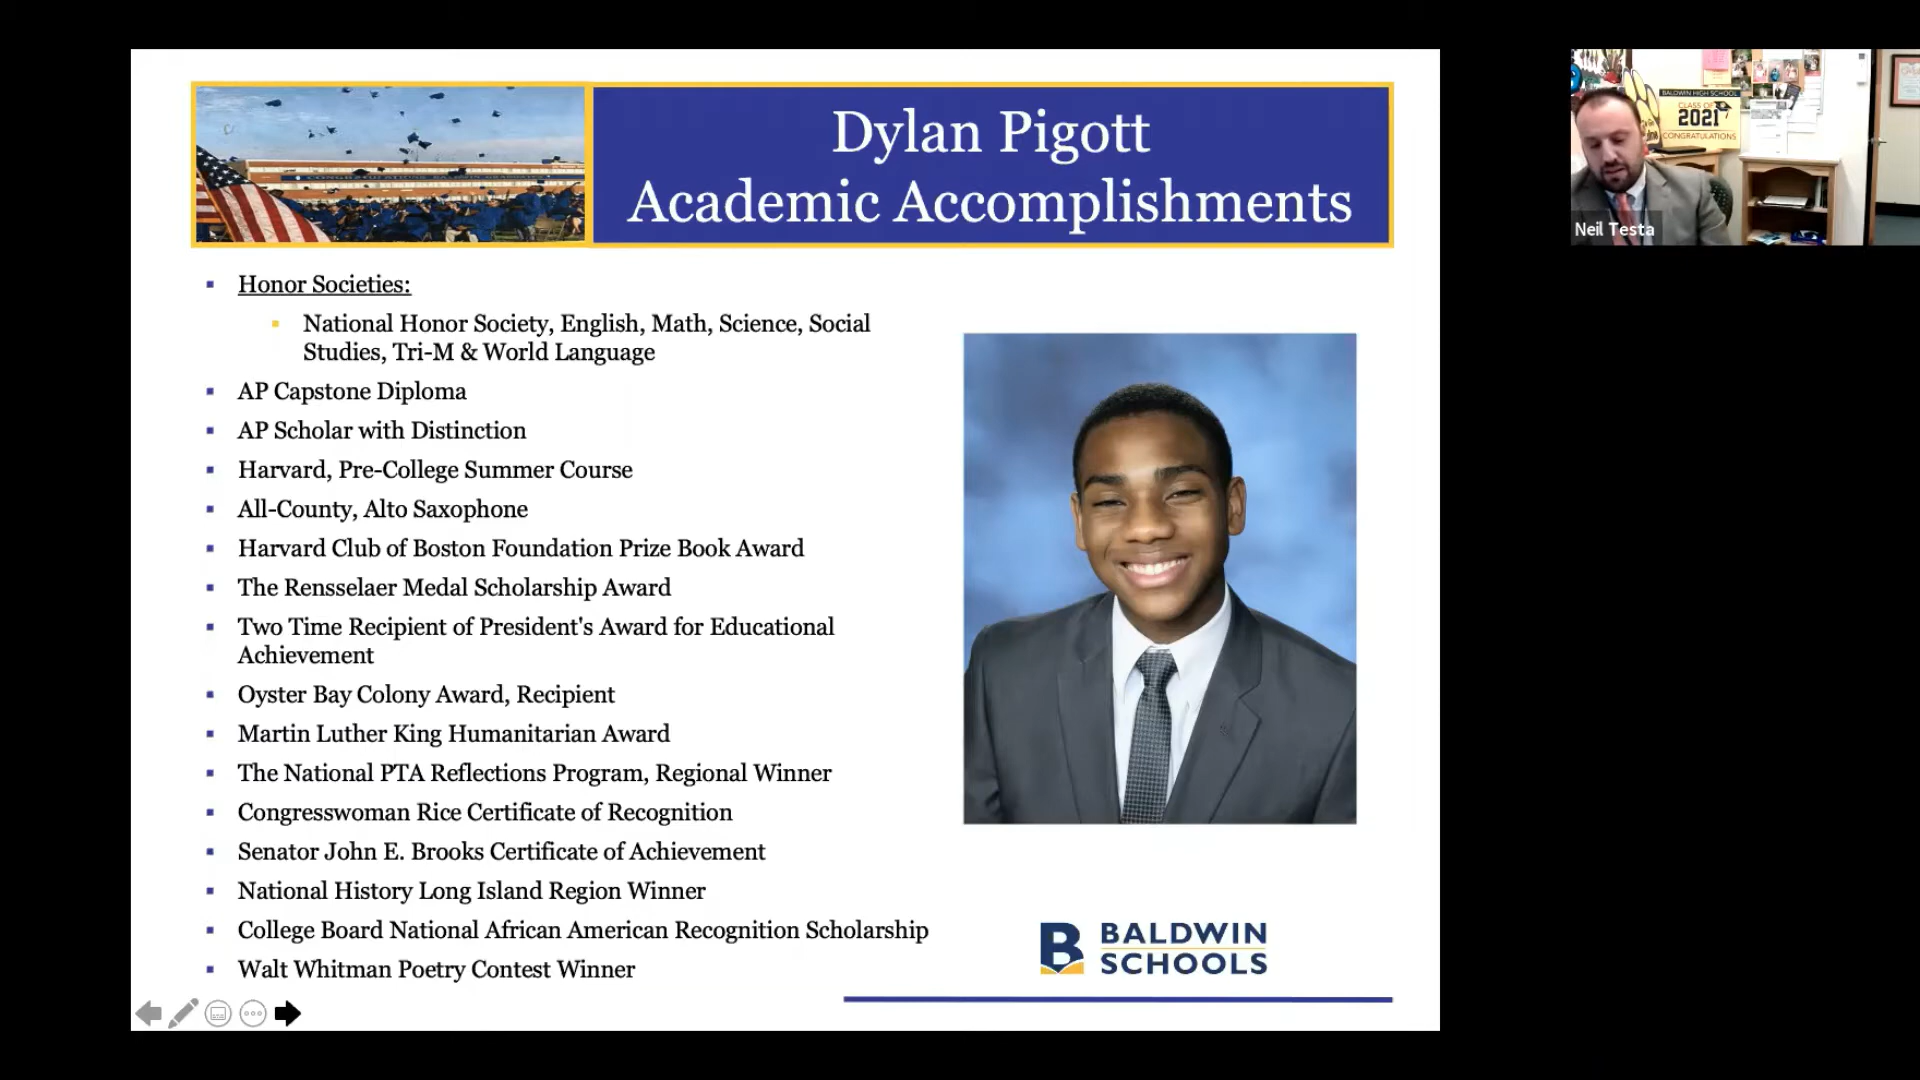 Dylan Pigott
Academic Accomplishments
Honor Societies:
National Honor Society, English, Math, Science, Social
Studies, Tri-M & World Language
AP Capstone Diploma
AP Scholar with Distinction
Harvard, Pre-College Summer Course
All-County, Alto Saxophone
Harvard Club of Boston Foundation Prize Book Award
The Rensselaer Medal Scholarship Award
Two Time Recipient of President's Award for Educational
Achievement
Oyster Bay Colony Award, Recipient
Martin Luther King Humanitarian Award
The National PTA Reflections Program, Regional Winner
Congresswoman Rice Certificate of Recognition
Senator John E. Brooks Certificate of Achievement
National History Long Island Region Winner
College Board National African American Recognition Scholarship
Walt Whitman Poetry Contest Winner
B BALDWIN
SCHOOLS
BALDWIN HIGH SCHOOL
CLASS OF
2021
CONGRATULATIONS
Neil Testa